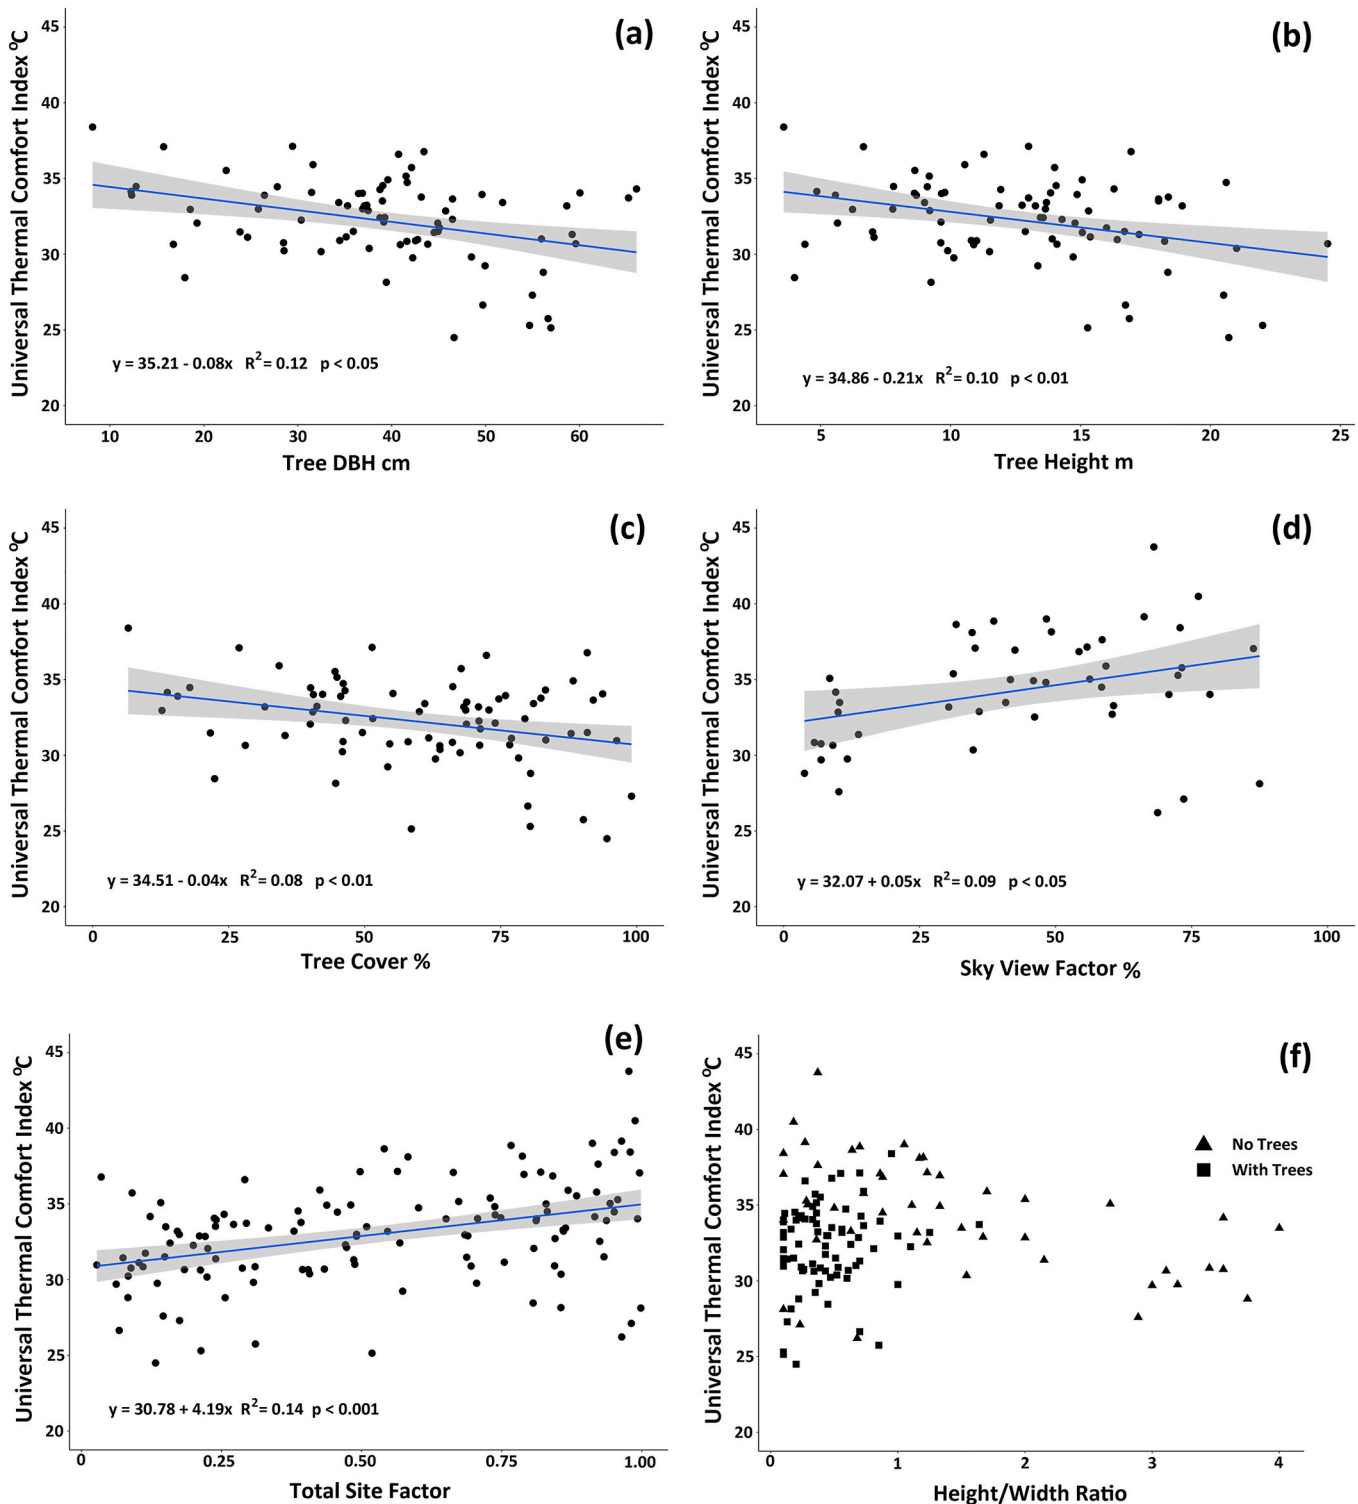 (a)
Universal Thermal Comfort Index ⁰C
45
40
35
30
25
20
y = 35.21 - 0.08x R² = 0.12 p < 0.05
10 20 30 40 50 60
Tree DBH cm
(b)
Universal Thermal Comfort Index ⁰C
45
40
35
30
25
20
y = 34.86 - 0.21x R² = 0.10 p < 0.01
5 10 15 20 25
Tree Height m
(c)
Universal Thermal Comfort Index ⁰C
45
40
35
30
25
20
y = 34.51 - 0.04x R² = 0.08 p < 0.01
0 25 50 75 100
Tree Cover %
(d)
Universal Thermal Comfort Index ⁰C
45
40
35
30
25
20
y = 32.07 + 0.05x R² = 0.09 p < 0.05
0 25 50 75 100
Sky View Factor %
(e)
Universal Thermal Comfort Index ⁰C
45
40
35
30
25
20
y = 30.78 + 4.19x R² = 0.14 p < 0.001
0 0.25 0.50 0.75 1.00
Total Site Factor
(f)
Universal Thermal Comfort Index ⁰C
45
40
35
30
25
20
No Trees
With Trees
0 1 2 3 4
Height/Width Ratio